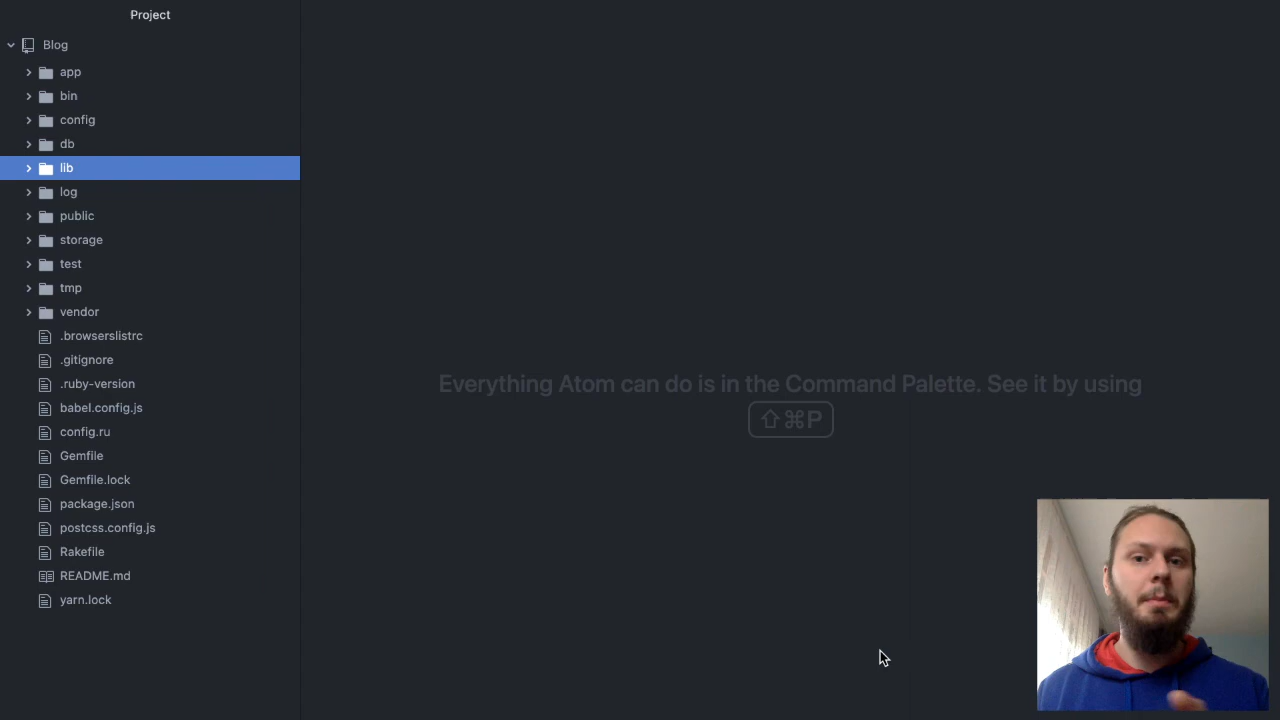 Project
Blog
app
bin
config
db
lib
log
public
storage
test
tmp
vendor
.browserslistrc
.gitignore
.ruby-version
babel.config.js
config.ru
Gemfile
Gemfile.lock
package.json
postcss.config.js
Rakefile
README.md
yarn.lock
Everything Atom can do is in the Command Palette. See it by using
⇧⌘P